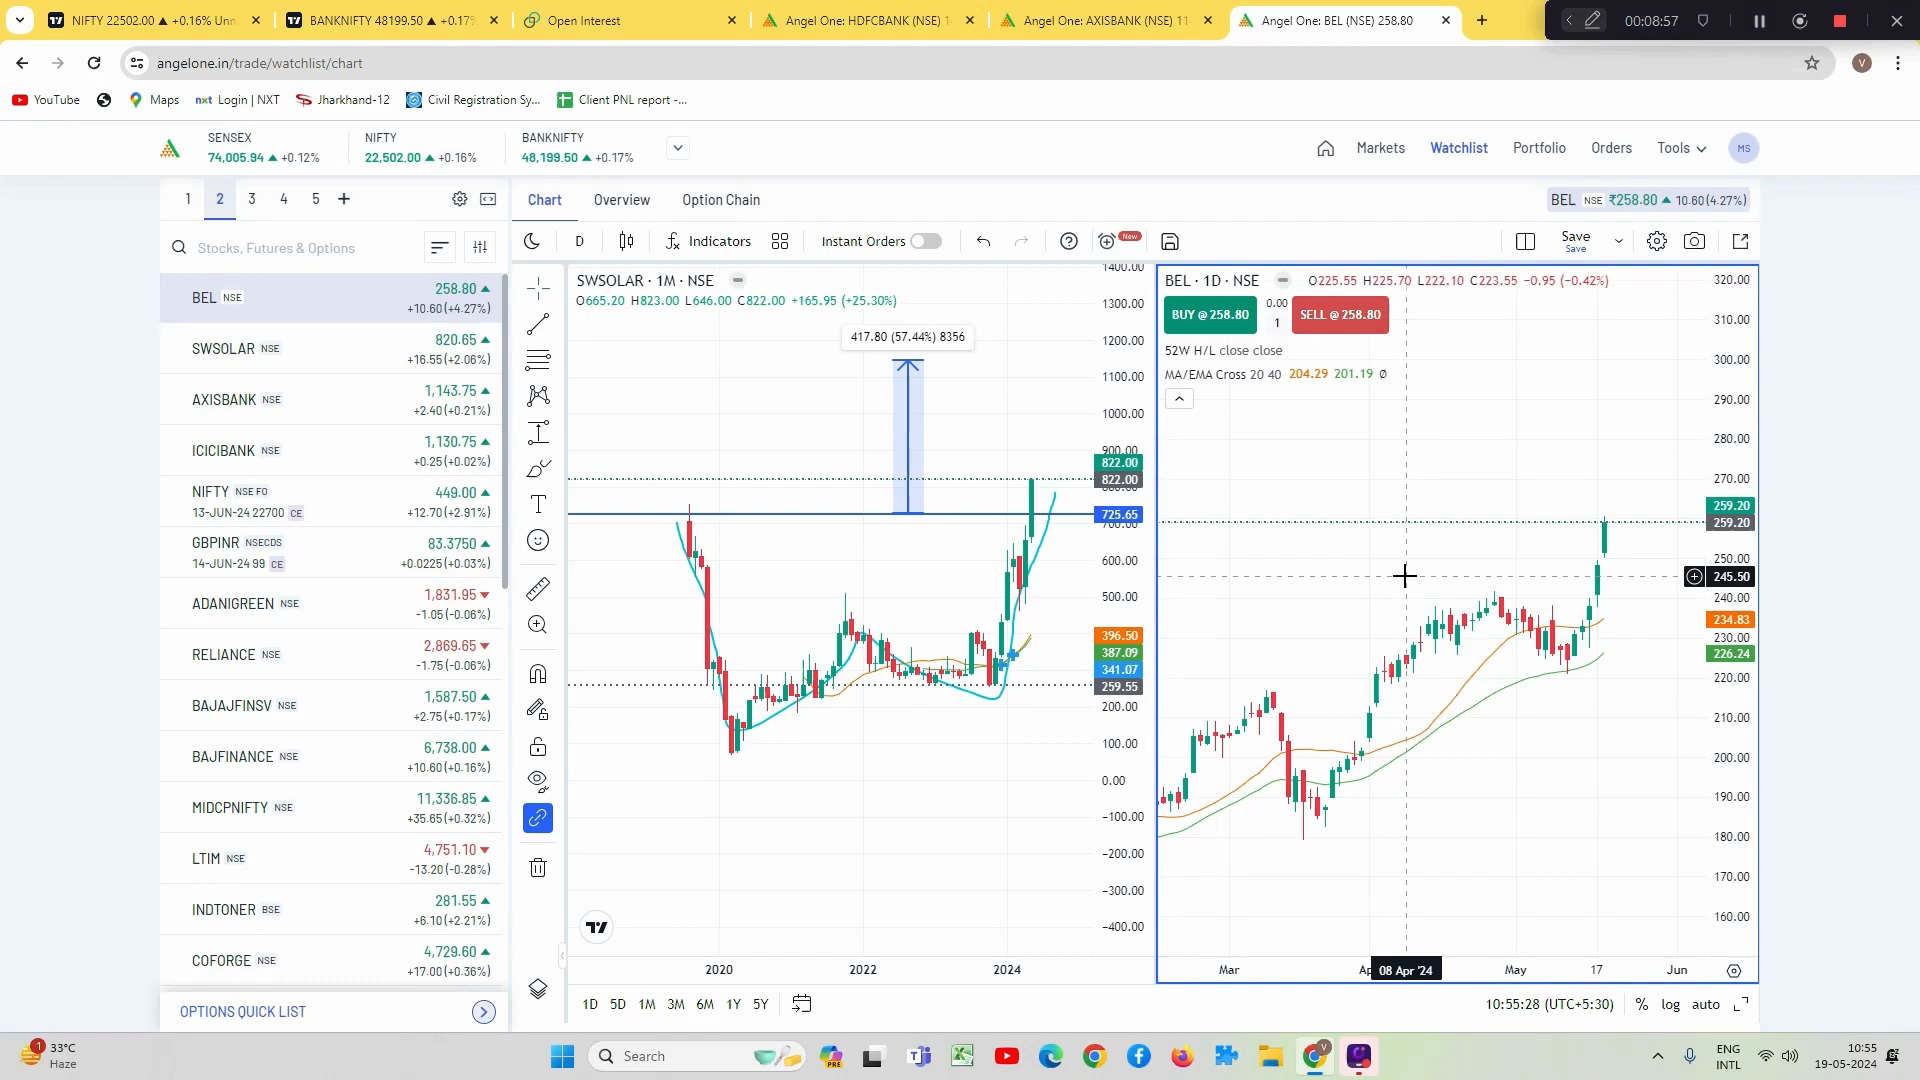 NIFTY 22502.00 ▲ +0.16% Unn
BANKNIFTY 48199.50 ▲ +0.17%
Open Interest
Angel One: HDFCBANK (NSE) 1
Angel One: AXISBANK (NSE) 11
Angel One: BEL (NSE) 258.80
00:08:57
angelone.in/trade/watchlist/chart
V
YouTube
Maps
nxt Login | NXT
Jharkhand-12
Civil Registration Sy...
Client PNL report -...
SENSEX
74,005.94 ▲ +0.12%
NIFTY
22,502.00 ▲ +0.16%
BANKNIFTY
48,199.50 ▲ +0.17%
Markets
Watchlist
Portfolio
Orders
Tools
MS
1 2 3 4 5 +
Chart
Overview
Option Chain
BEL NSE ₹258.80 ▲ 10.60(4.27%)
Stocks, Futures & Options
D
Indicators
Instant Orders
New
Save
Save
BEL NSE
258.80 ▲
+10.60(+4.27%)
SWSOLAR NSE
820.65 ▲
+16.55(+2.06%)
AXISBANK NSE
1,143.75 ▲
+2.40(+0.21%)
ICICIBANK NSE
1,130.75 ▲
+0.25(+0.02%)
NIFTY NSE FO
449.00 ▲
13-JUN-24 22700 CE
+12.70(+2.91%)
GBPINR NSECDS
83.3750 ▲
14-JUN-24 99 CE
+0.0225(+0.03%)
ADANIGREEN NSE
1,831.95 ▼
-1.05(-0.06%)
RELIANCE NSE
2,869.65 ▼
-1.75(-0.06%)
BAJAJFINSV NSE
1,587.50 ▲
+2.75(+0.17%)
BAJFINANCE NSE
6,738.00 ▲
+10.60(+0.16%)
MIDCPNIFTY NSE
11,336.85 ▲
+35.65(+0.32%)
LTIM NSE
4,751.10 ▼
-13.20(-0.28%)
INDTONER BSE
281.55 ▲
+6.10(+2.21%)
COFORGE NSE
4,729.60 ▲
+17.00(+0.36%)
OPTIONS QUICK LIST
SWSOLAR · 1M · NSE
O665.20 H823.00 L646.00 C822.00 +165.95 (+25.30%)
417.80 (57.44%) 8356
1400.00
1300.00
1200.00
1100.00
1000.00
900.00
822.00
822.00
725.65
700.00
600.00
500.00
396.50
387.09
341.07
259.55
200.00
100.00
0.00
−100.00
−200.00
−300.00
−400.00
2020
2022
2024
BEL · 1D · NSE
O225.55 H225.70 L222.10 C223.55 −0.95 (−0.42%)
BUY @ 258.80
0.00
1
SELL @ 258.80
52W H/L close close
MA/EMA Cross 20 40 204.29 201.19 Ø
320.00
310.00
300.00
290.00
280.00
270.00
259.20
259.20
250.00
245.50
240.00
234.83
230.00
226.24
220.00
210.00
200.00
190.00
180.00
170.00
160.00
Mar
Ap
08 Apr '24
May
17
Jun
1D 5D 1M 3M 6M 1Y 5Y
10:55:28 (UTC+5:30)
%
log
auto
1
33°C
Haze
Search
PRE
V
ENG
INTL
10:55
19-05-2024